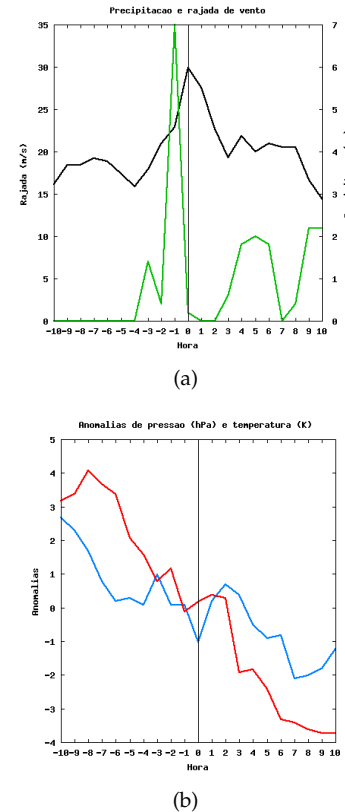 Precipitacao e rajada de vento
35
30
25
20
15
10
5
0
Rajada (m/s)
7
6
5
4
3
2
1
0
-10 -9 -8 -7 -6 -5 -4 -3 -2 -1 0 1 2 3 4 5 6 7 8 9 10
Hora
(a)
Anomalias de pressao (hPa) e temperatura (K)
5
4
3
2
1
0
-1
-2
-3
-4
Anomalias
-10 -9 -8 -7 -6 -5 -4 -3 -2 -1 0 1 2 3 4 5 6 7 8 9 10
Hora
(b)